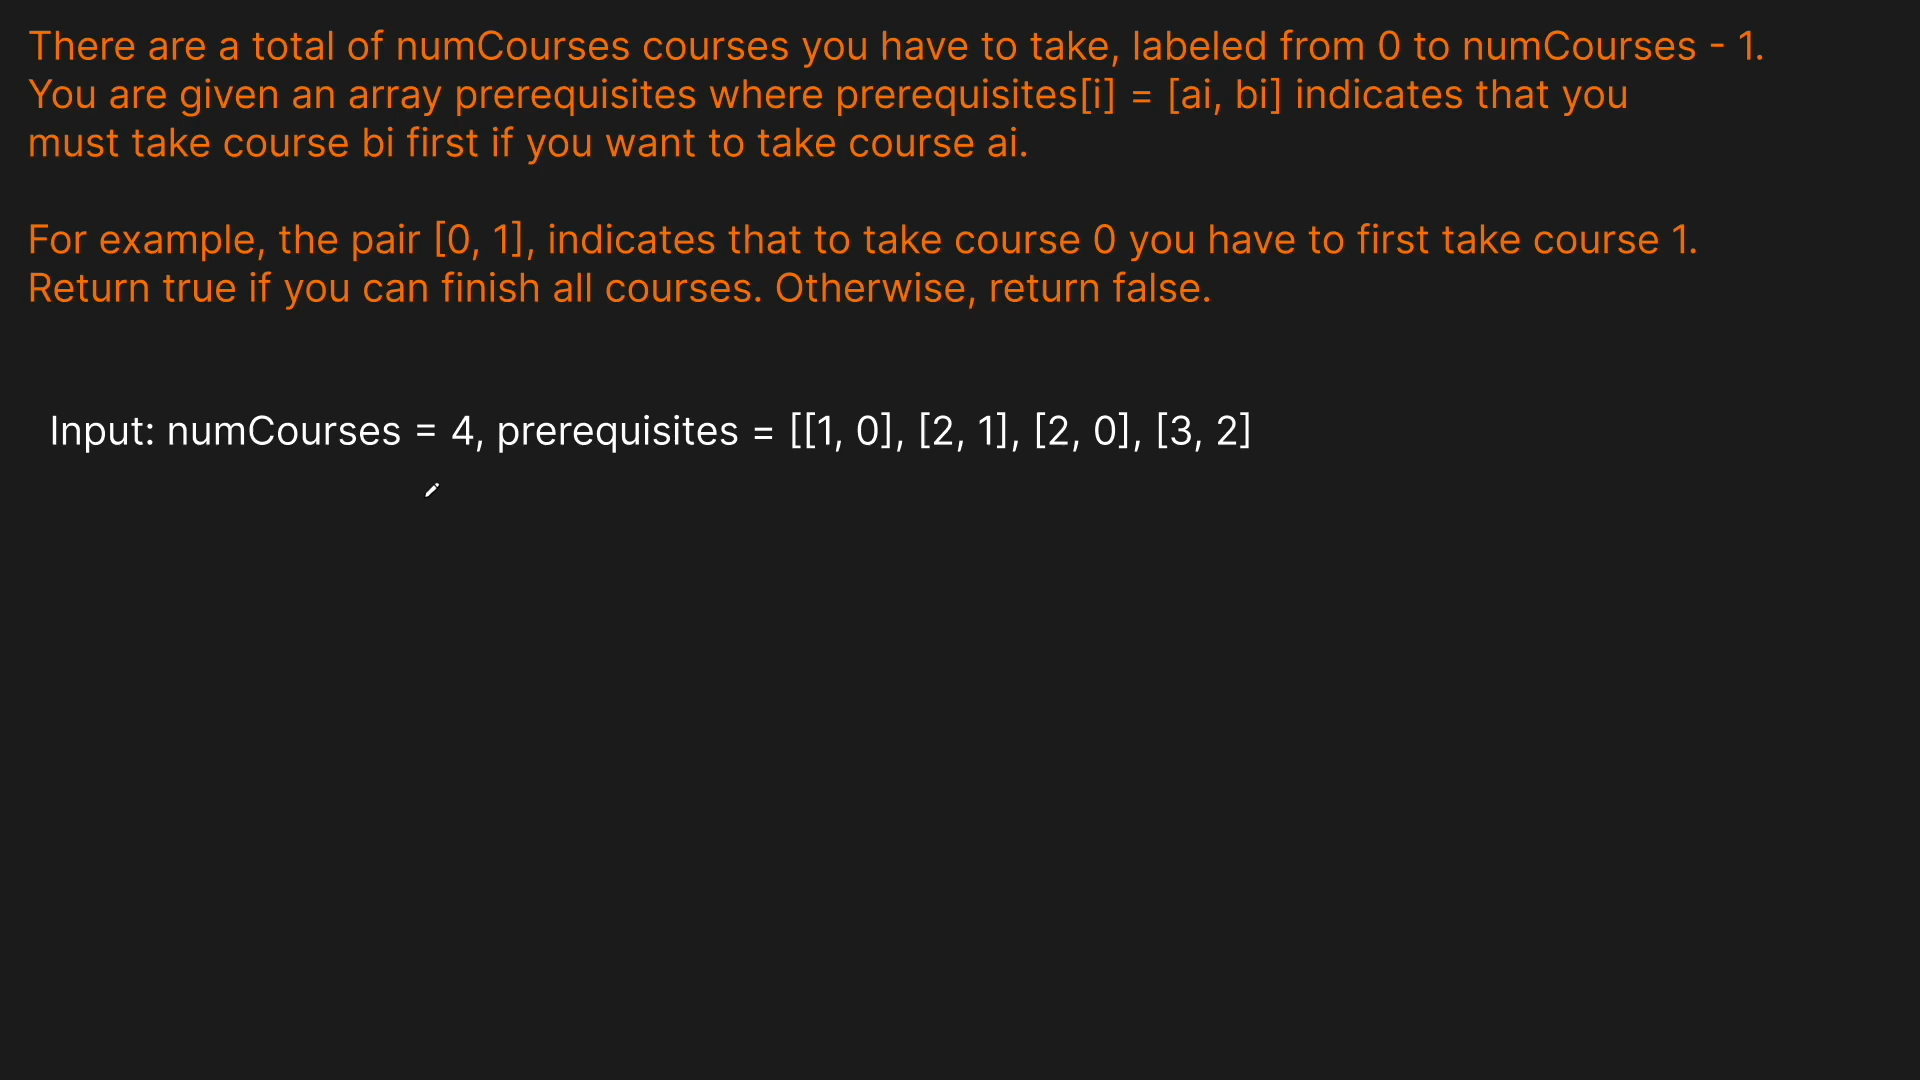 There are a total of numCourses courses you have to take, labeled from 0 to numCourses - 1.
You are given an array prerequisites where prerequisites[i] = [ai, bi] indicates that you
must take course bi first if you want to take course ai.
For example, the pair [0, 1], indicates that to take course 0 you have to first take course 1.
Return true if you can finish all courses. Otherwise, return false.
Input: numCourses = 4, prerequisites = [[1, 0], [2, 1], [2, 0], [3, 2]